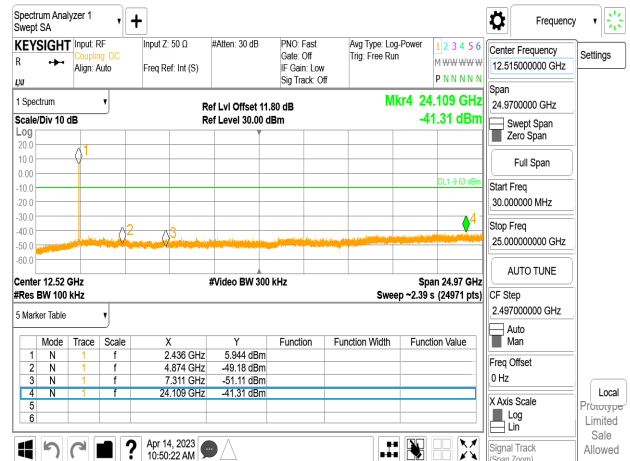 Spectrum Analyzer 1
Swept SA
Frequency
KEYSIGHT
R
LXI
Input: RF
Coupling: DC
Align: Auto
Input Z: 50 Ω
Freq Ref: Int (S)
#Atten: 30 dB
PNO: Fast
Gate: Off
IF Gain: Low
Sig Track: Off
Avg Type: Log-Power
Trig: Free Run
1 2 3 4 5 6
M W W W W W
P N N N N N
1 Spectrum
Scale/Div 10 dB
Ref Lvl Offset 11.80 dB
Ref Level 30.00 dBm
Mkr4 24.109 GHz
-41.31 dBm
Log
20.0
10.0
0.00
-10.0
-20.0
-30.0
-40.0
-50.0
-60.0
1
2
3
4
Center 12.52 GHz
#Video BW 300 kHz
Span 24.97 GHz
#Res BW 100 kHz
Sweep ~2.39 s (24971 pts)
5 Marker Table
Mode Trace Scale X Y Function Function Width Function Value
1 N 1 f 2.436 GHz 5.944 dBm
2 N 1 f 4.874 GHz -49.18 dBm
3 N 1 f 7.311 GHz -51.11 dBm
4 N 1 f 24.109 GHz -41.31 dBm
5
6
Apr 14, 2023
10:50:22 AM
Center Frequency
12.515000000 GHz
Settings
Span
24.9700000 GHz
Swept Span
Zero Span
Full Span
Start Freq
30.000000 MHz
Stop Freq
25.000000000 GHz
AUTO TUNE
CF Step
2.497000000 GHz
Auto
Man
Freq Offset
0 Hz
X Axis Scale
Log
Lin
Local
Prototype
Limited
Sale
Allowed
Signal Track
(Span Zoom)